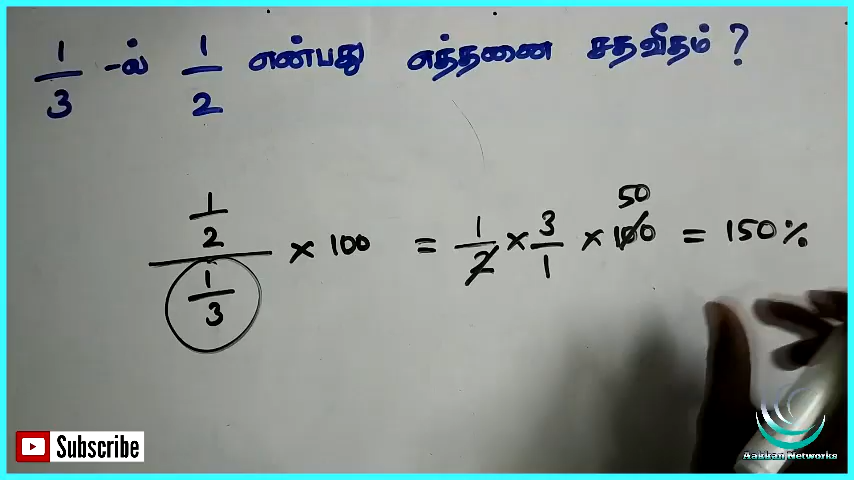 1/3 -ல் 1/2 என்பது எத்தனை சதவீதம் ?
1/2 / 1/3 × 100 = 1/2 × 3/1 × 100 50 = 150%
Subscribe
Aakkan Networks